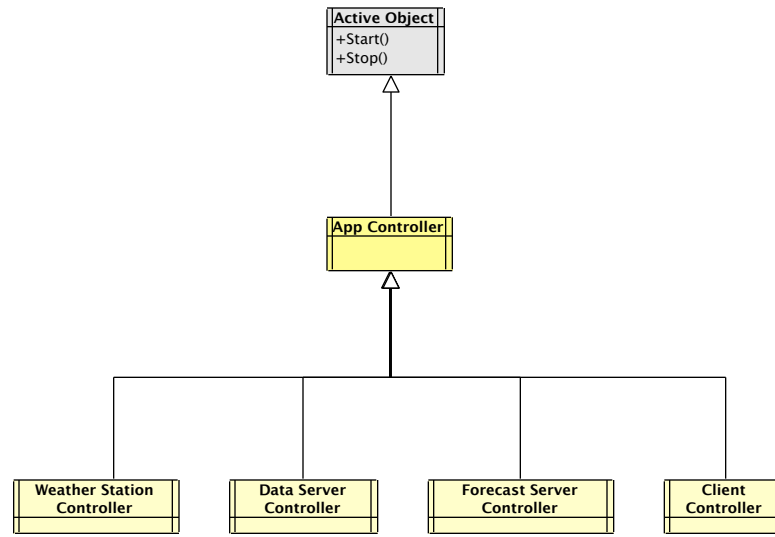 Active Object
+Start()
+Stop()
App Controller
Weather Station
Controller
Data Server
Controller
Forecast Server
Controller
Client
Controller